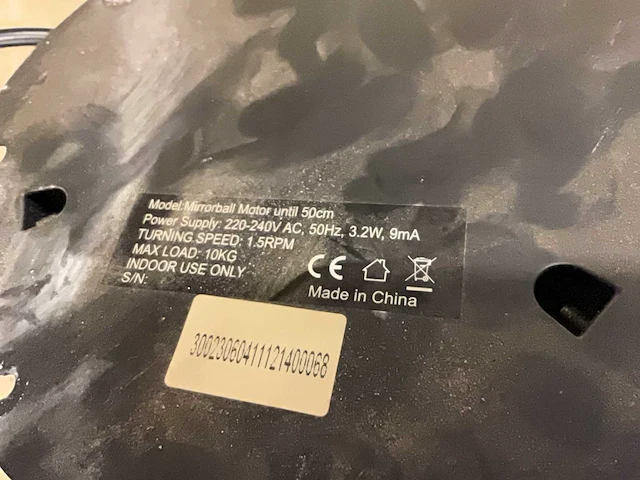 Model:Mirrorball Motor until 50cm
Power Supply: 220-240V AC, 50Hz, 3.2W, 9mA
TURNING SPEED: 1.5RPM
MAX LOAD: 10KG
INDOOR USE ONLY
S/N:
CE
Made in China
30023060411121400068